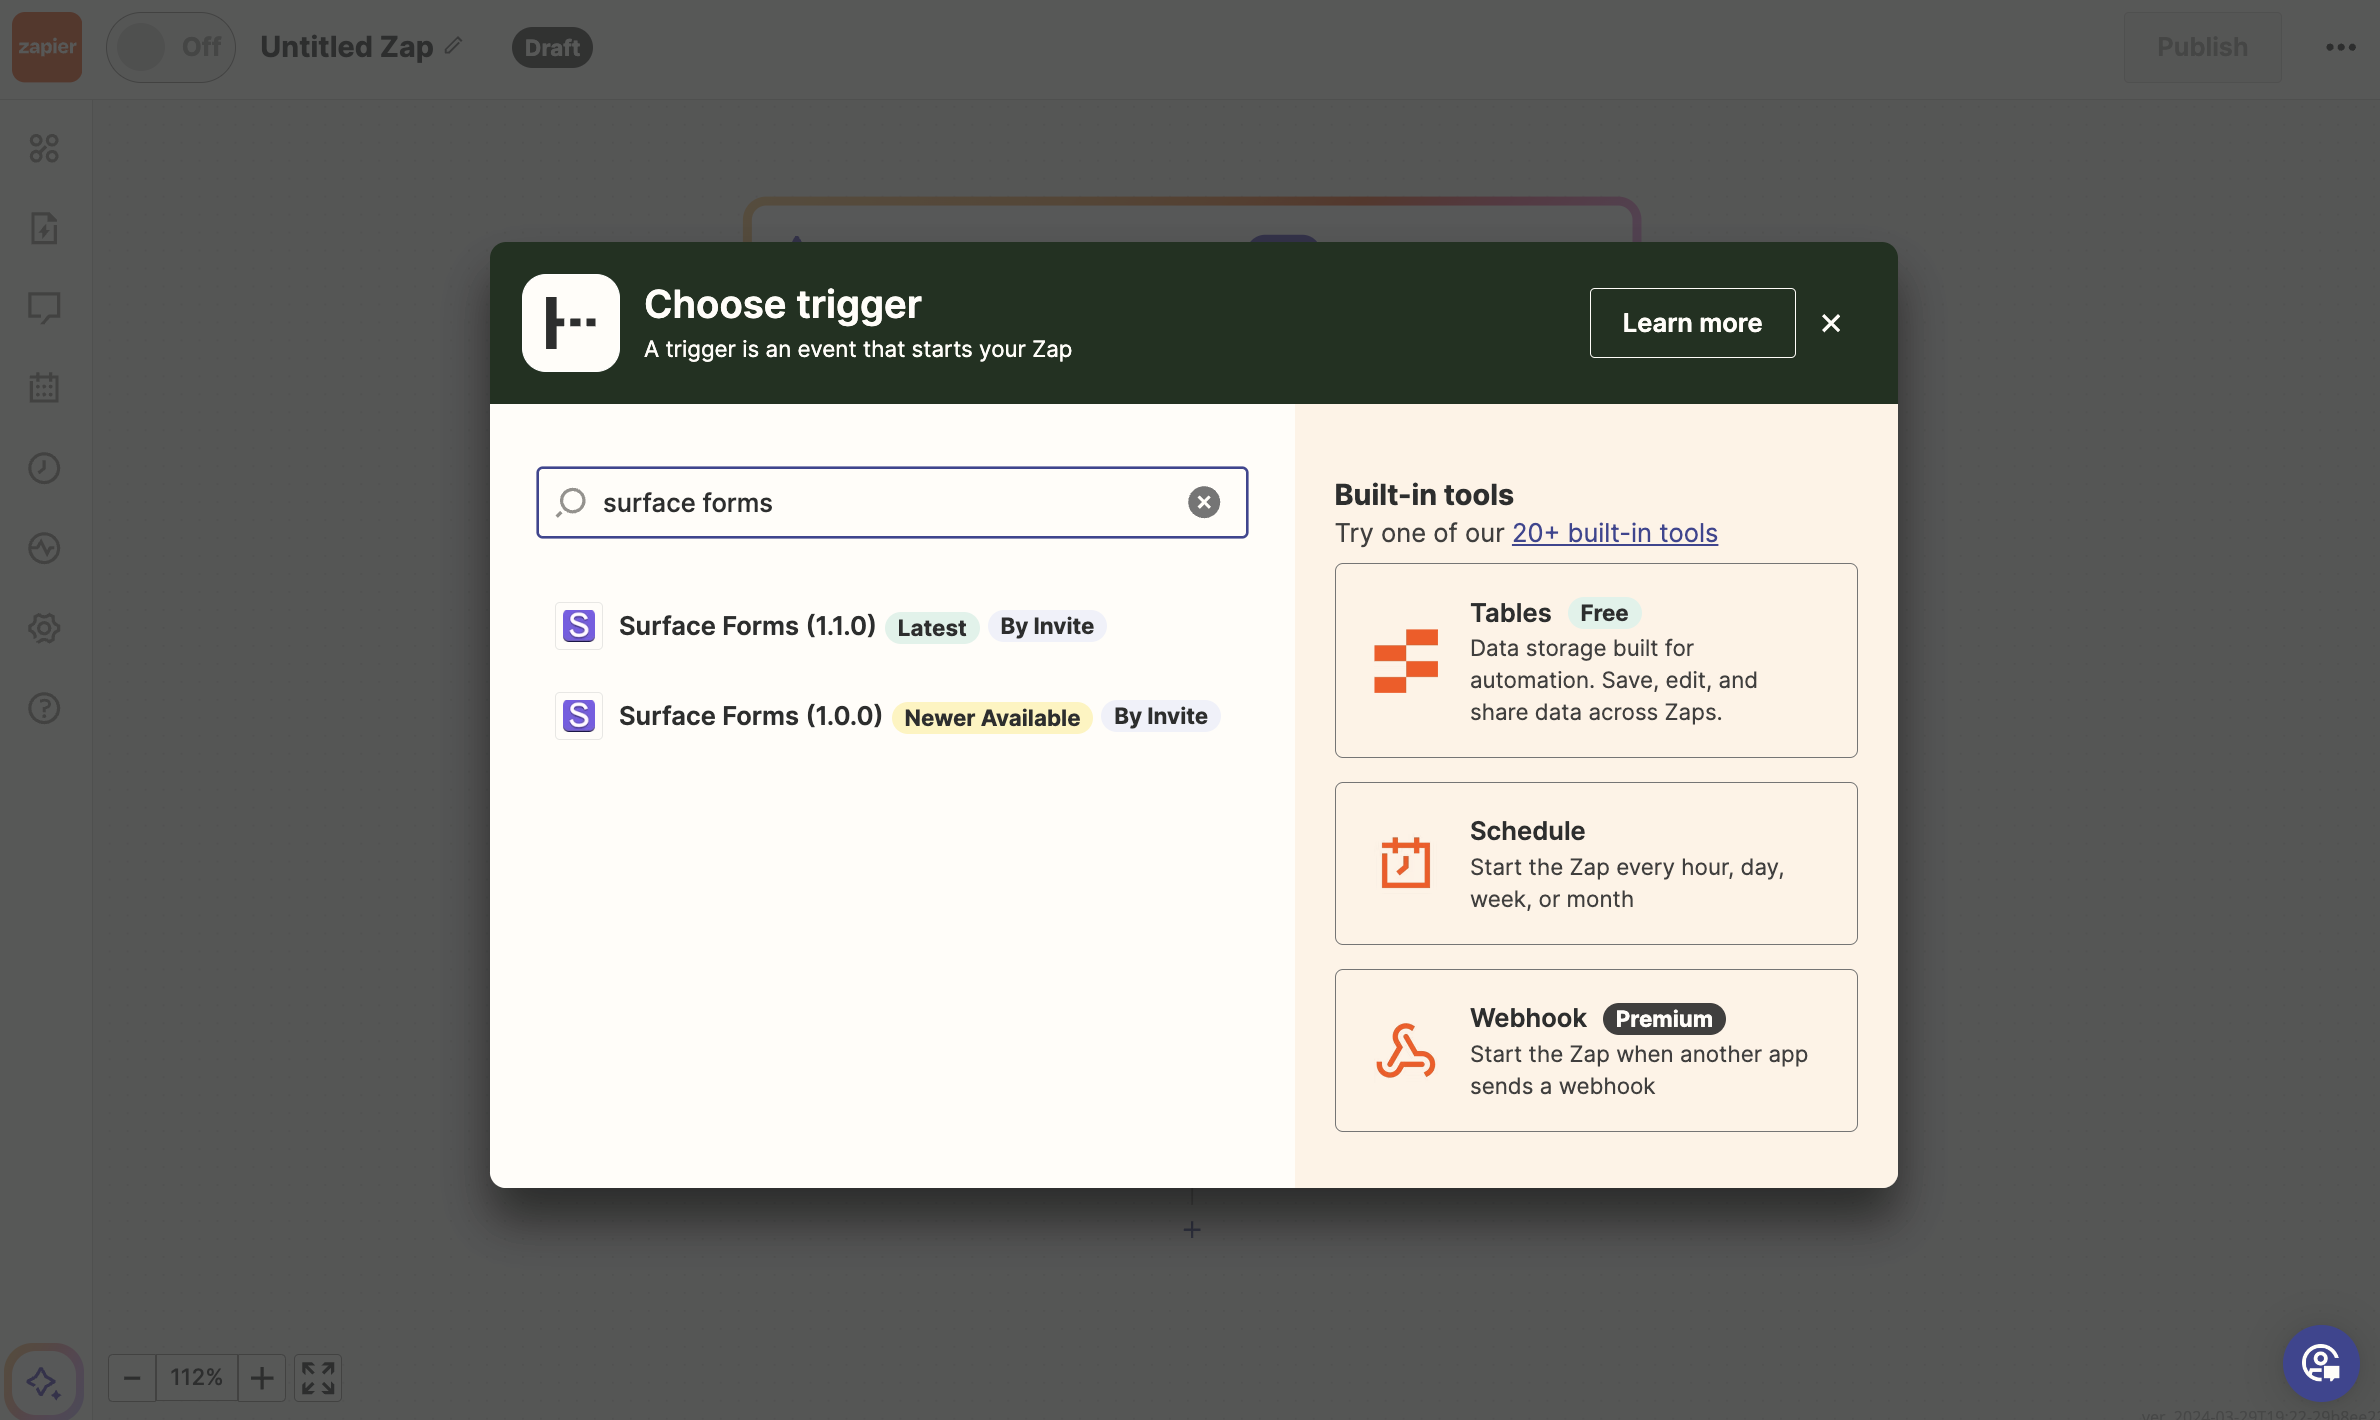 zapier
Off
Untitled Zap
Draft
Publish
Choose trigger
A trigger is an event that starts your Zap
Learn more
surface forms
Surface Forms (1.1.0) Latest By Invite
Surface Forms (1.0.0) Newer Available By Invite
Built-in tools
Try one of our 20+ built-in tools
Tables Free
Data storage built for
automation. Save, edit, and
share data across Zaps.
Schedule
Start the Zap every hour, day,
week, or month
Webhook Premium
Start the Zap when another app
sends a webhook
112%